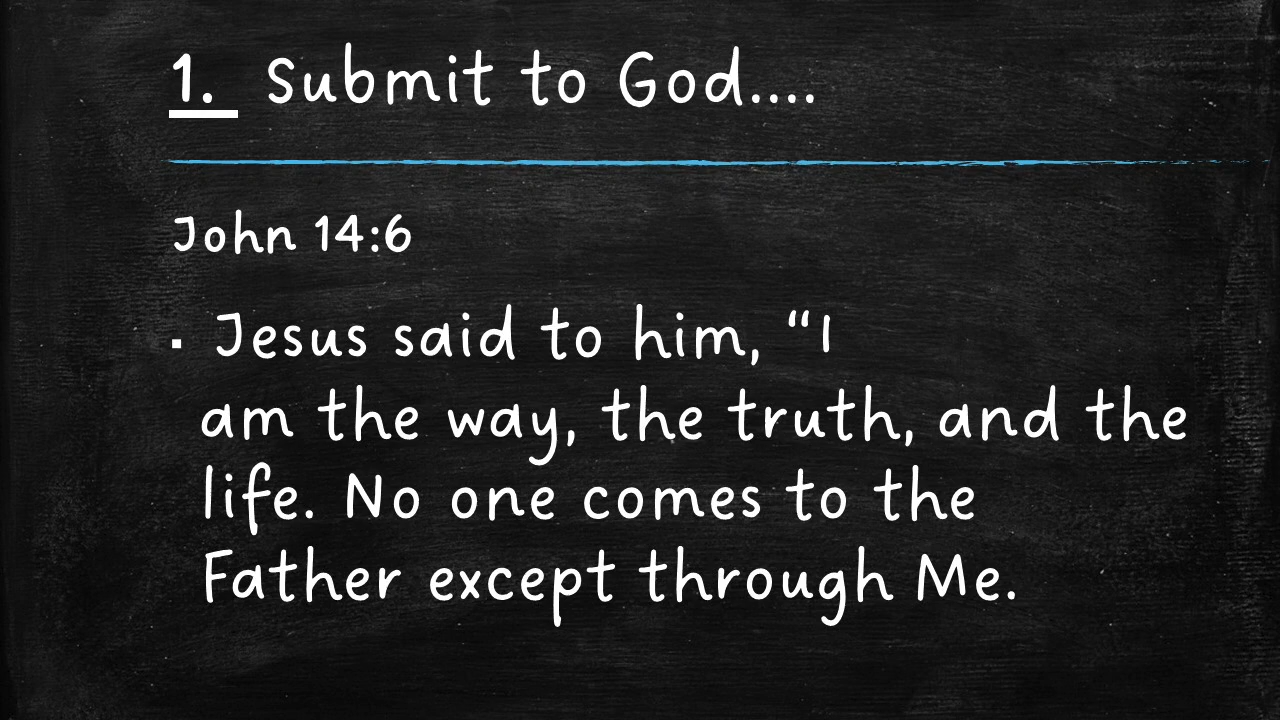 1. Submit to God....
John 14:6
▪ Jesus said to him, “I
am the way, the truth, and the
life. No one comes to the
Father except through Me.